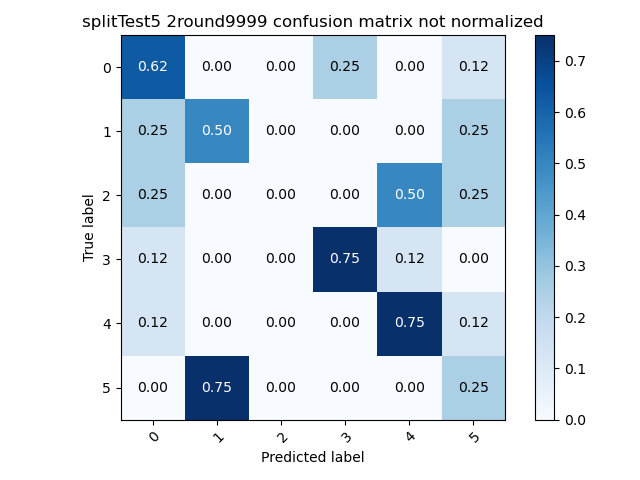 splitTest5 2round9999 confusion matrix not normalized
0 0.62 0.00 0.00 0.25 0.00 0.12
1 0.25 0.50 0.00 0.00 0.00 0.25
2 0.25 0.00 0.00 0.00 0.50 0.25
3 0.12 0.00 0.00 0.75 0.12 0.00
4 0.12 0.00 0.00 0.00 0.75 0.12
5 0.00 0.75 0.00 0.00 0.00 0.25
True label
0 1 2 3 4 5
Predicted label
0.7
0.6
0.5
0.4
0.3
0.2
0.1
0.0